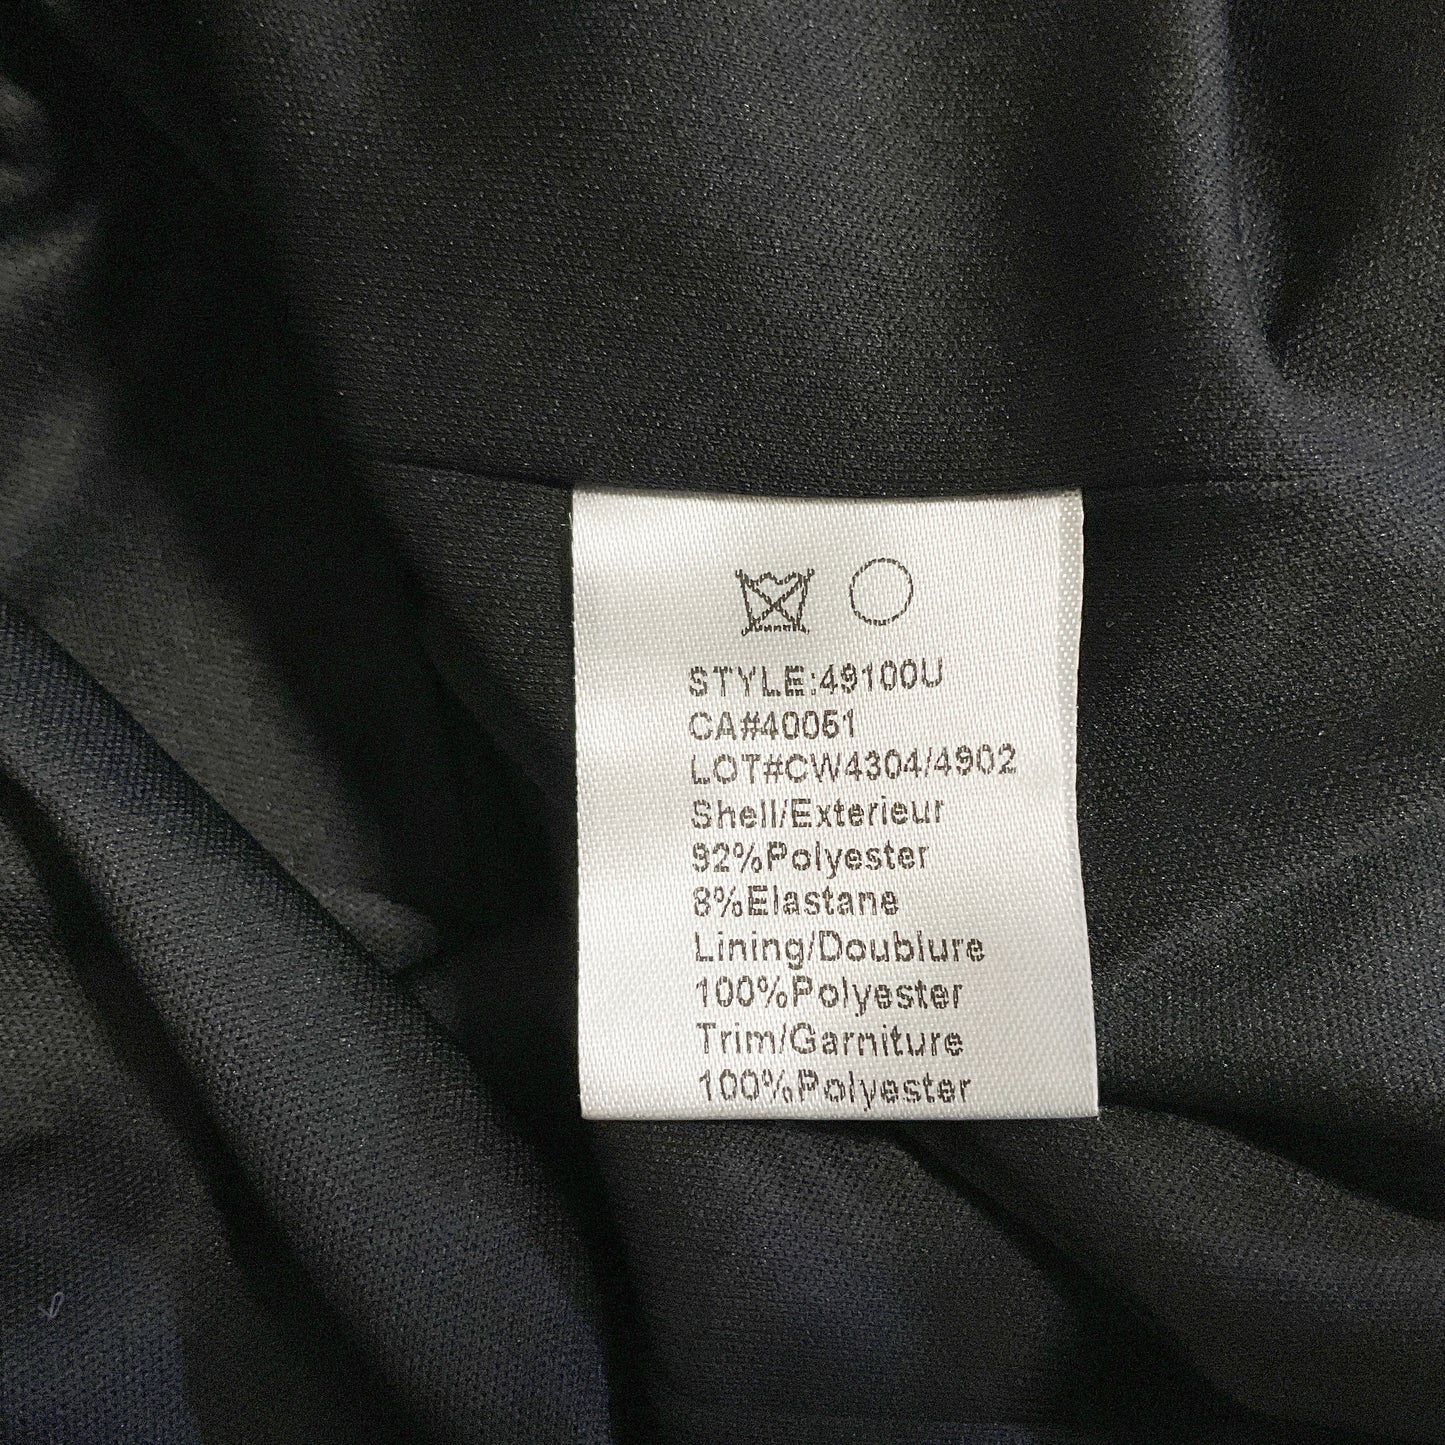 STYLE:49100U
CA#40051
LOT#CW4304/4902
Shell/Exterieur
92%Polyester
8%Elastane
Lining/Doublure
100%Polyester
Trim/Garniture
100%Polyester